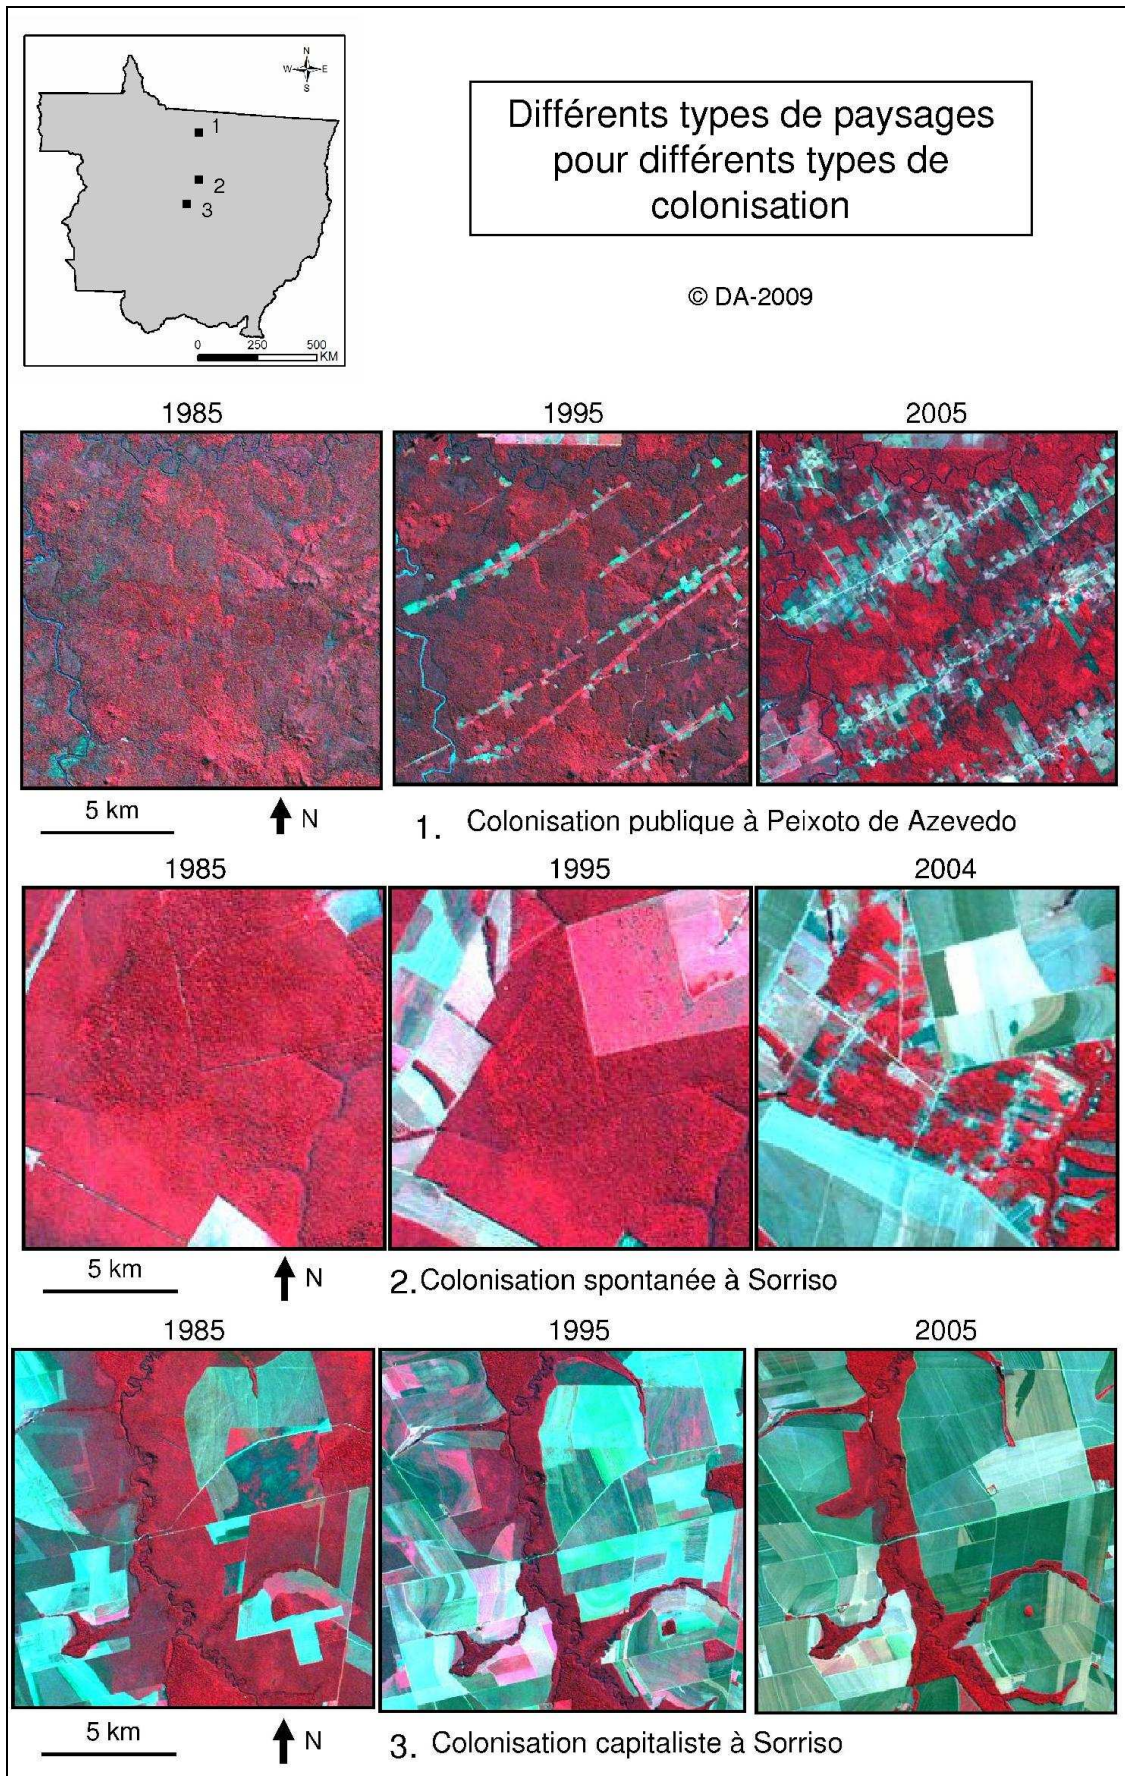 N
W E
S
1
2
3
0 250 500
KM
Différents types de paysages
pour différents types de
colonisation
© DA-2009
1985 1995 2005
5 km N
1. Colonisation publique à Peixoto de Azevedo
1985 1995 2004
5 km N
2. Colonisation spontanée à Sorriso
1985 1995 2005
5 km N
3. Colonisation capitaliste à Sorriso